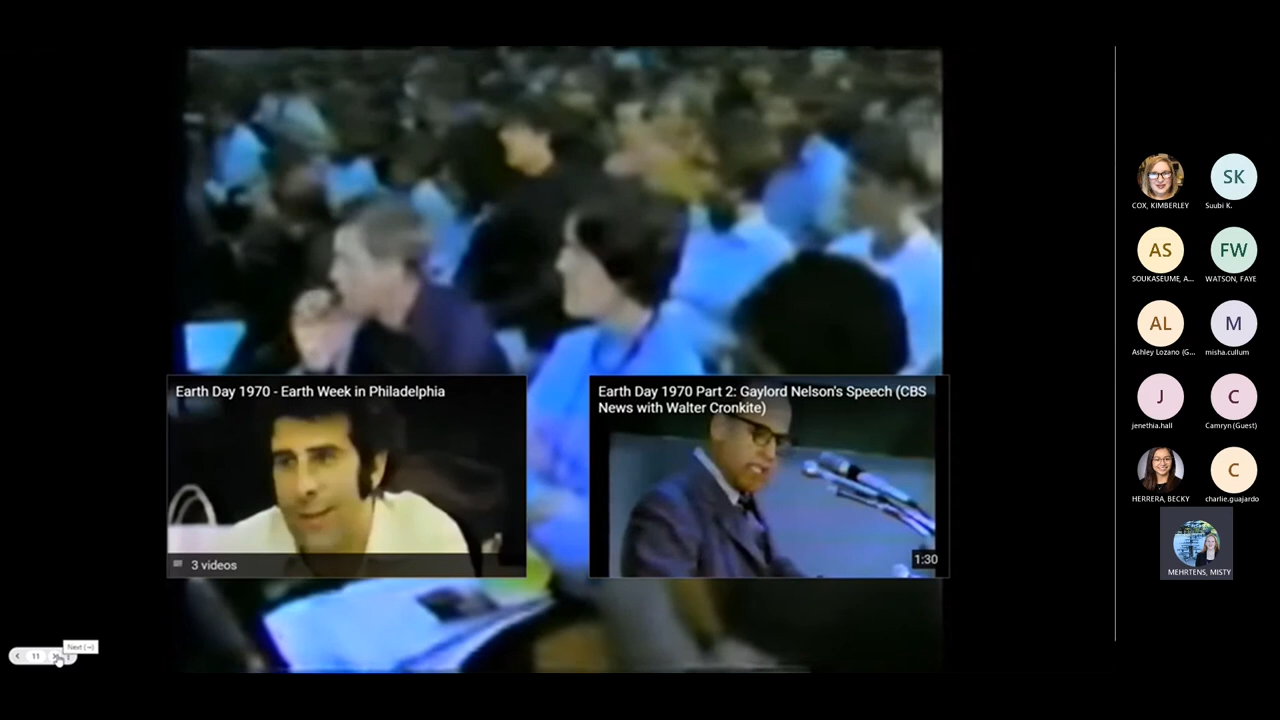 Earth Day 1970 - Earth Week in Philadelphia
3 videos
Earth Day 1970 Part 2: Gaylord Nelson's Speech (CBS
News with Walter Cronkite)
1:30
COX, KIMBERLEY
SK
Suubi K.
AS
SOUKASEUME, A...
FW
WATSON, FAYE
AL
Ashley Lozano (G...
M
misha.cullum
J
jenethia.hall
C
Camryn (Guest)
HERRERA, BECKY
C
charlie.guajardo
MEHRTENS, MISTY
Next (→)
11